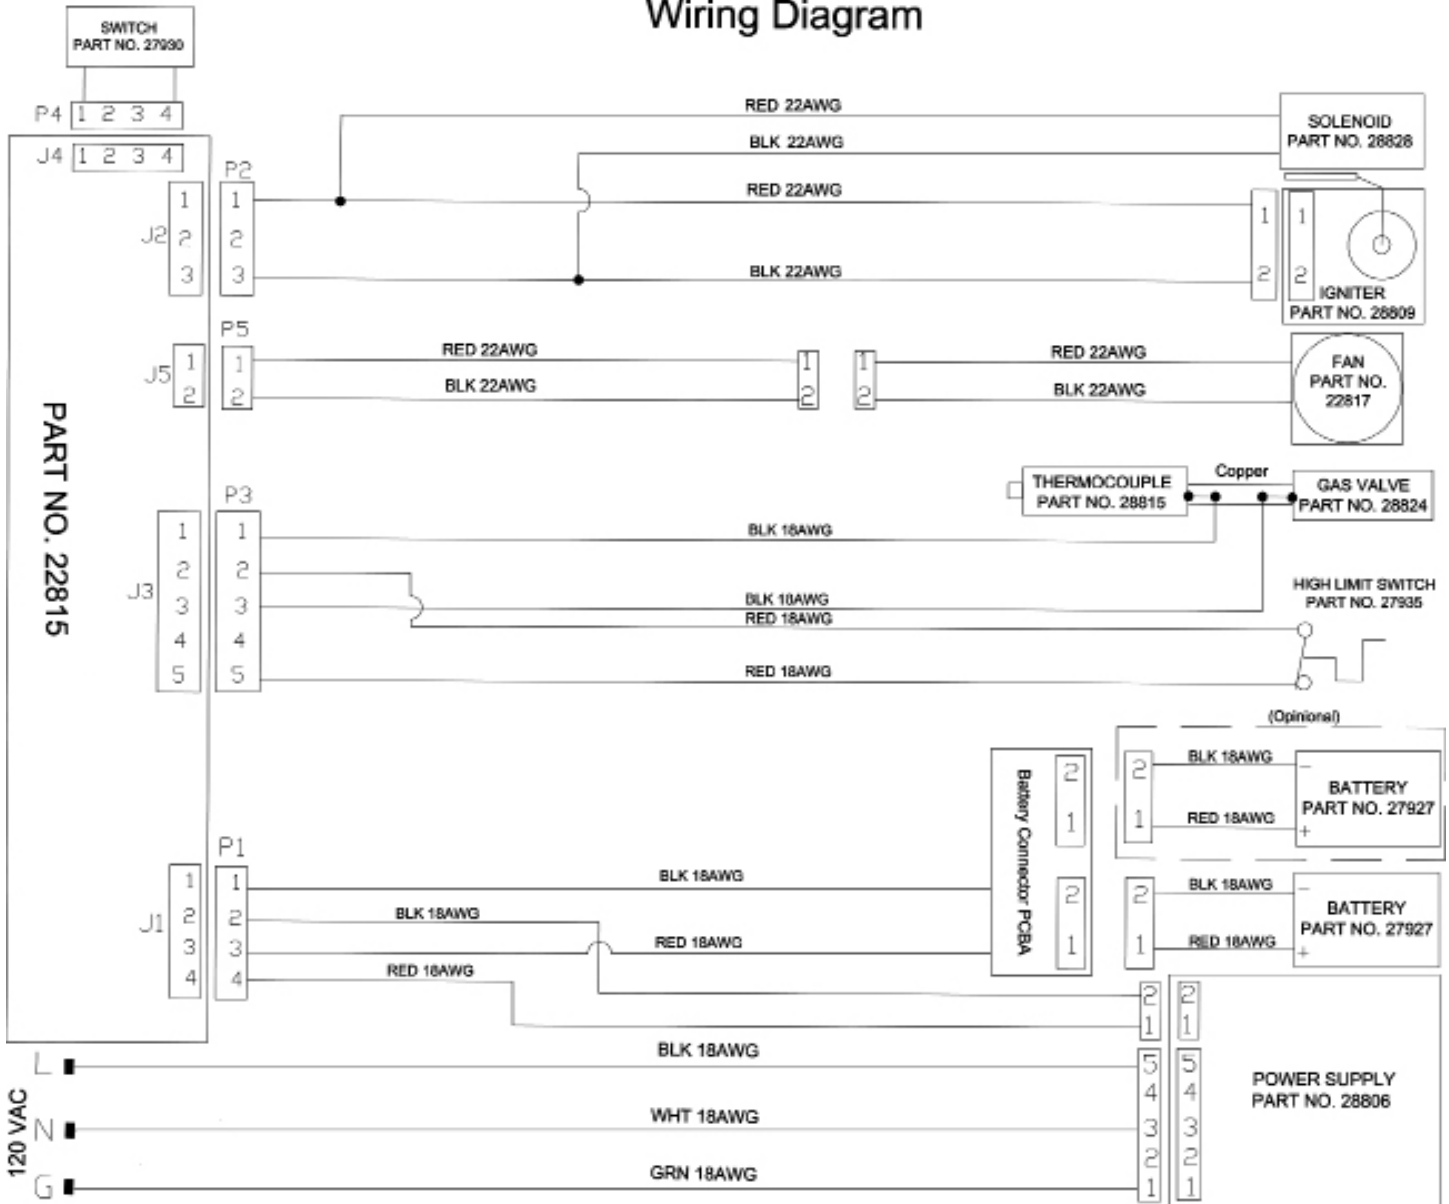 Wiring Diagram
SWITCH
PART NO. 27930
P4 1 2 3 4
J4 1 2 3 4
PART NO. 22815
J2
1
2
3
P2
1
2
3
RED 22AWG
BLK 22AWG
RED 22AWG
BLK 22AWG
SOLENOID
PART NO. 28828
1
2
1
2
IGNITER
PART NO. 28809
J5
1
2
P5
1
2
RED 22AWG
BLK 22AWG
1
2
1
2
RED 22AWG
BLK 22AWG
FAN
PART NO.
22817
J3
1
2
3
4
5
P3
1
2
3
4
5
THERMOCOUPLE
PART NO. 28815
Copper
GAS VALVE
PART NO. 28824
BLK 18AWG
BLK 18AWG
RED 18AWG
RED 18AWG
HIGH LIMIT SWITCH
PART NO. 27935
(Opinional)
Battery Connector PCBA
2
1
2
1
2
1
BLK 18AWG
RED 18AWG
−
+
BATTERY
PART NO. 27927
2
1
BLK 18AWG
RED 18AWG
−
+
BATTERY
PART NO. 27927
J1
1
2
3
4
P1
1
2
3
4
BLK 18AWG
BLK 18AWG
RED 18AWG
RED 18AWG
2
1
2
1
120 VAC
L
N
G
BLK 18AWG
WHT 18AWG
GRN 18AWG
5
4
3
2
1
5
4
3
2
1
POWER SUPPLY
PART NO. 28806